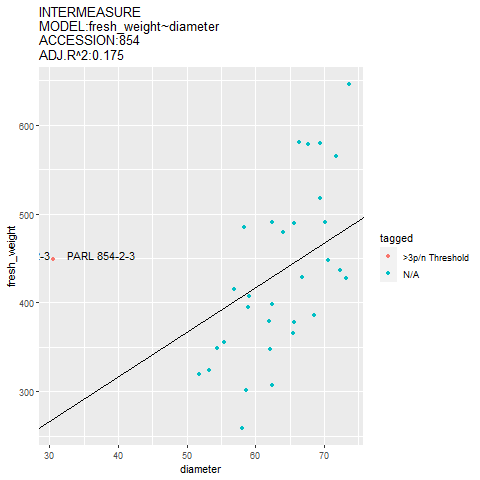 INTERMEASURE
MODEL:fresh_weight~diameter
ACCESSION:854
ADJ.R^2:0.175
600
500
400
300
fresh_weight
-3
PARL 854-2-3
30
40
50
60
70
diameter
tagged
>3p/n Threshold
N/A